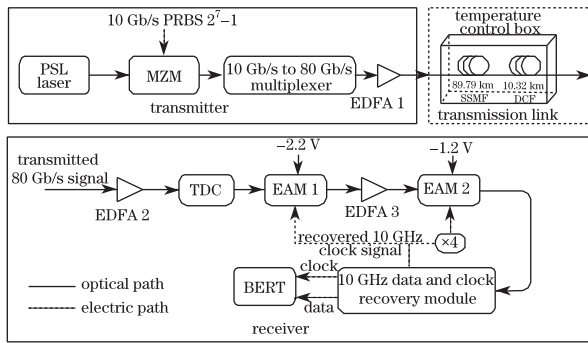 10 Gb/s PRBS 2⁷−1
PSL
laser
MZM
10 Gb/s to 80 Gb/s
multiplexer
EDFA 1
transmitter
temperature
control box
89.79 km
SSMF
10.32 km
DCF
transmission link
transmitted
80 Gb/s signal
EDFA 2
TDC
−2.2 V
EAM 1
EDFA 3
−1.2 V
EAM 2
×4
recovered 10 GHz
clock signal
clock
BERT
data
10 GHz data and clock
recovery module
optical path
electric path
receiver